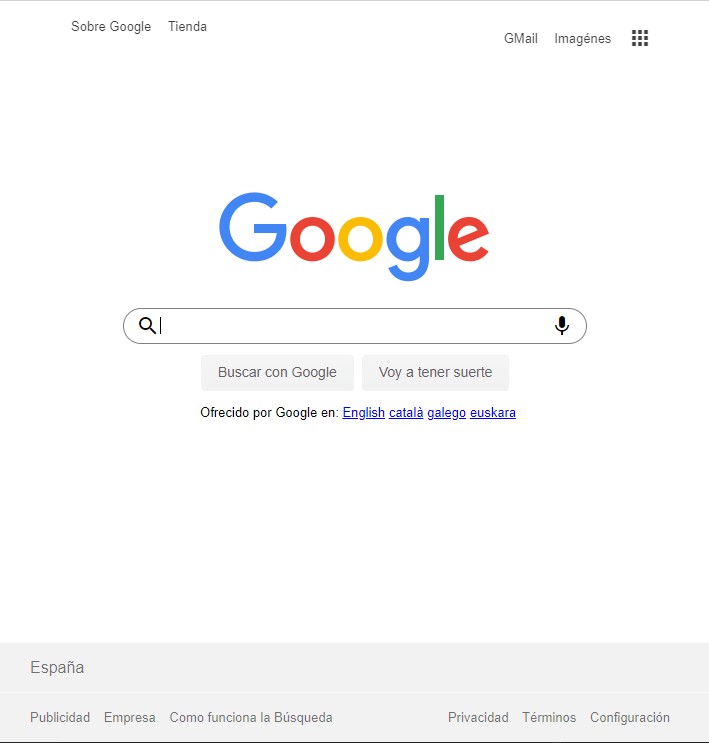 Sobre Google Tienda
GMail Imagénes
Google
Buscar con Google Voy a tener suerte
Ofrecido por Google en: English català galego euskara
España
Publicidad Empresa Como funciona la Búsqueda Privacidad Términos Configuración